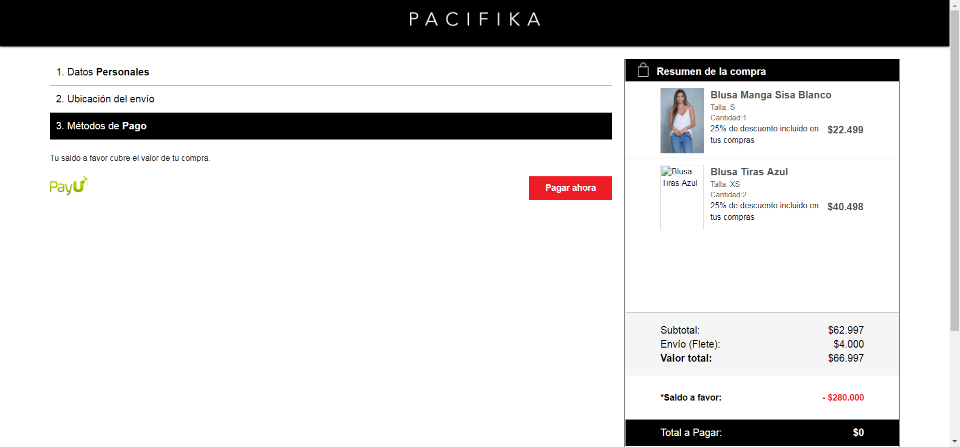 PACIFIKA
1. Datos Personales
2. Ubicación del envío
3. Métodos de Pago
Tu saldo a favor cubre el valor de tu compra.
PayU
Pagar ahora
Resumen de la compra
Blusa Manga Sisa Blanco
Talla: S
Cantidad:1
25% de descuento incluido en
tus compras
$22.499
Blusa Tiras Azul
Blusa Tiras Azul
Talla: XS
Cantidad:2
25% de descuento incluido en
tus compras
$40.498
Subtotal: $62.997
Envío (Flete): $4.000
Valor total: $66.997
*Saldo a favor: - $280.000
Total a Pagar: $0